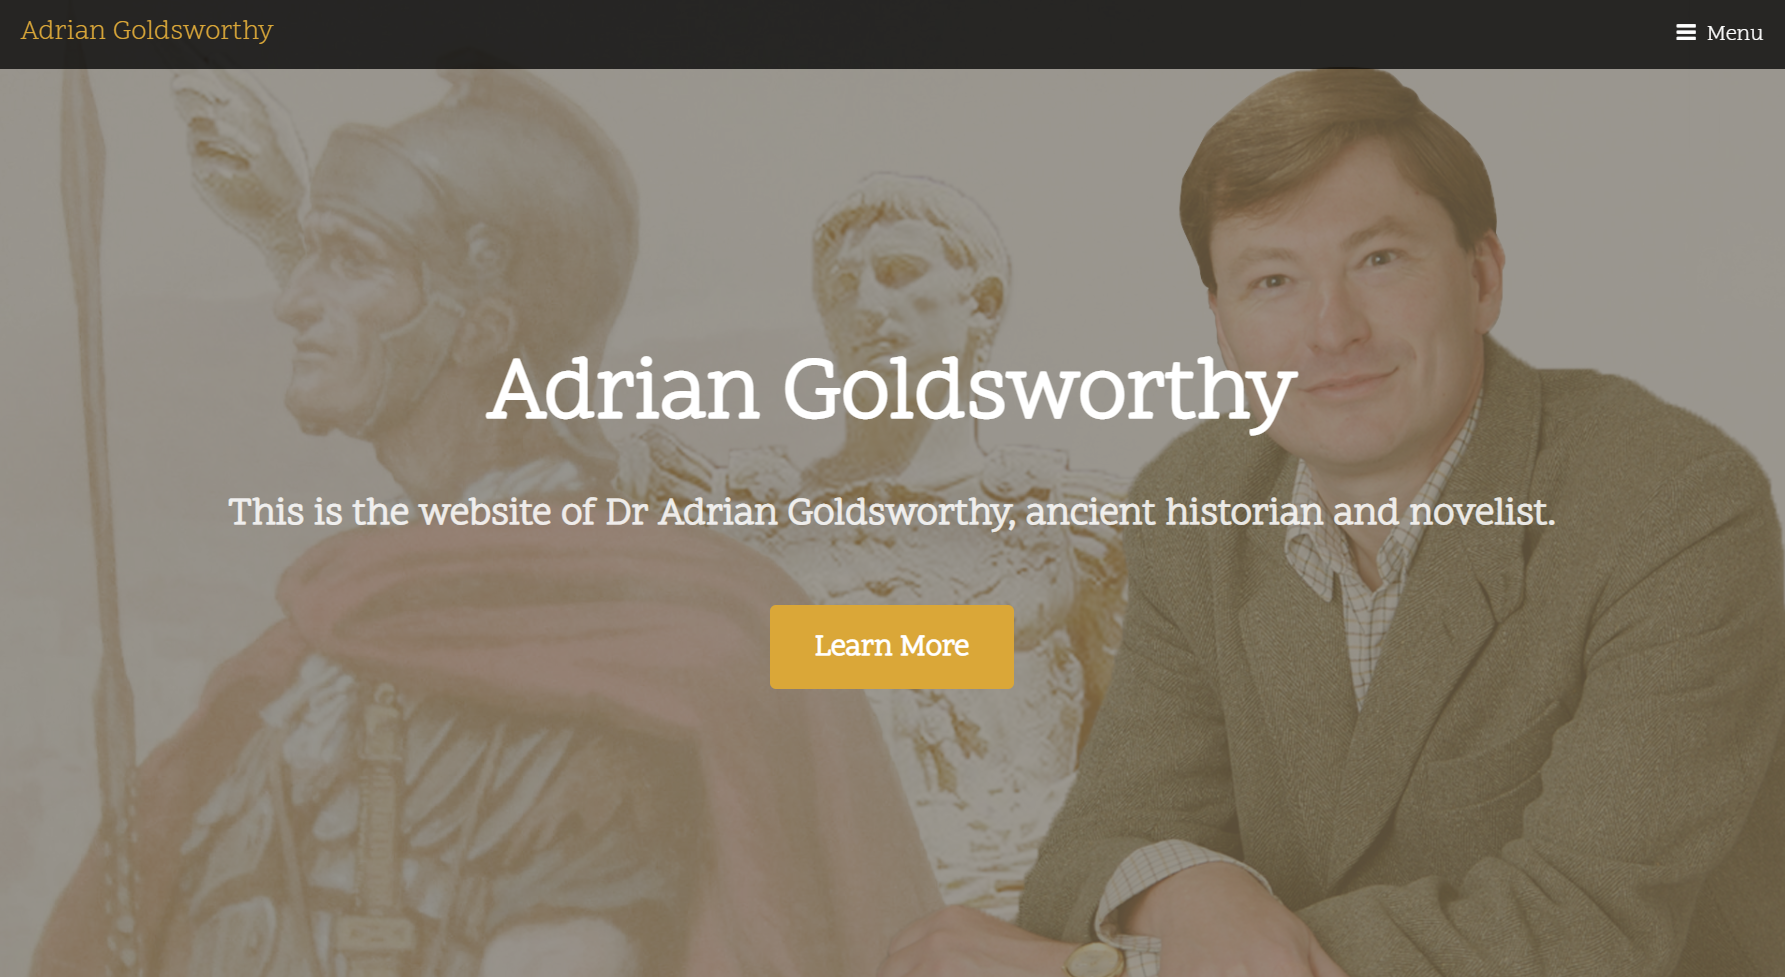 Adrian Goldsworthy
Menu
Adrian Goldsworthy
This is the website of Dr Adrian Goldsworthy, ancient historian and novelist.
Learn More